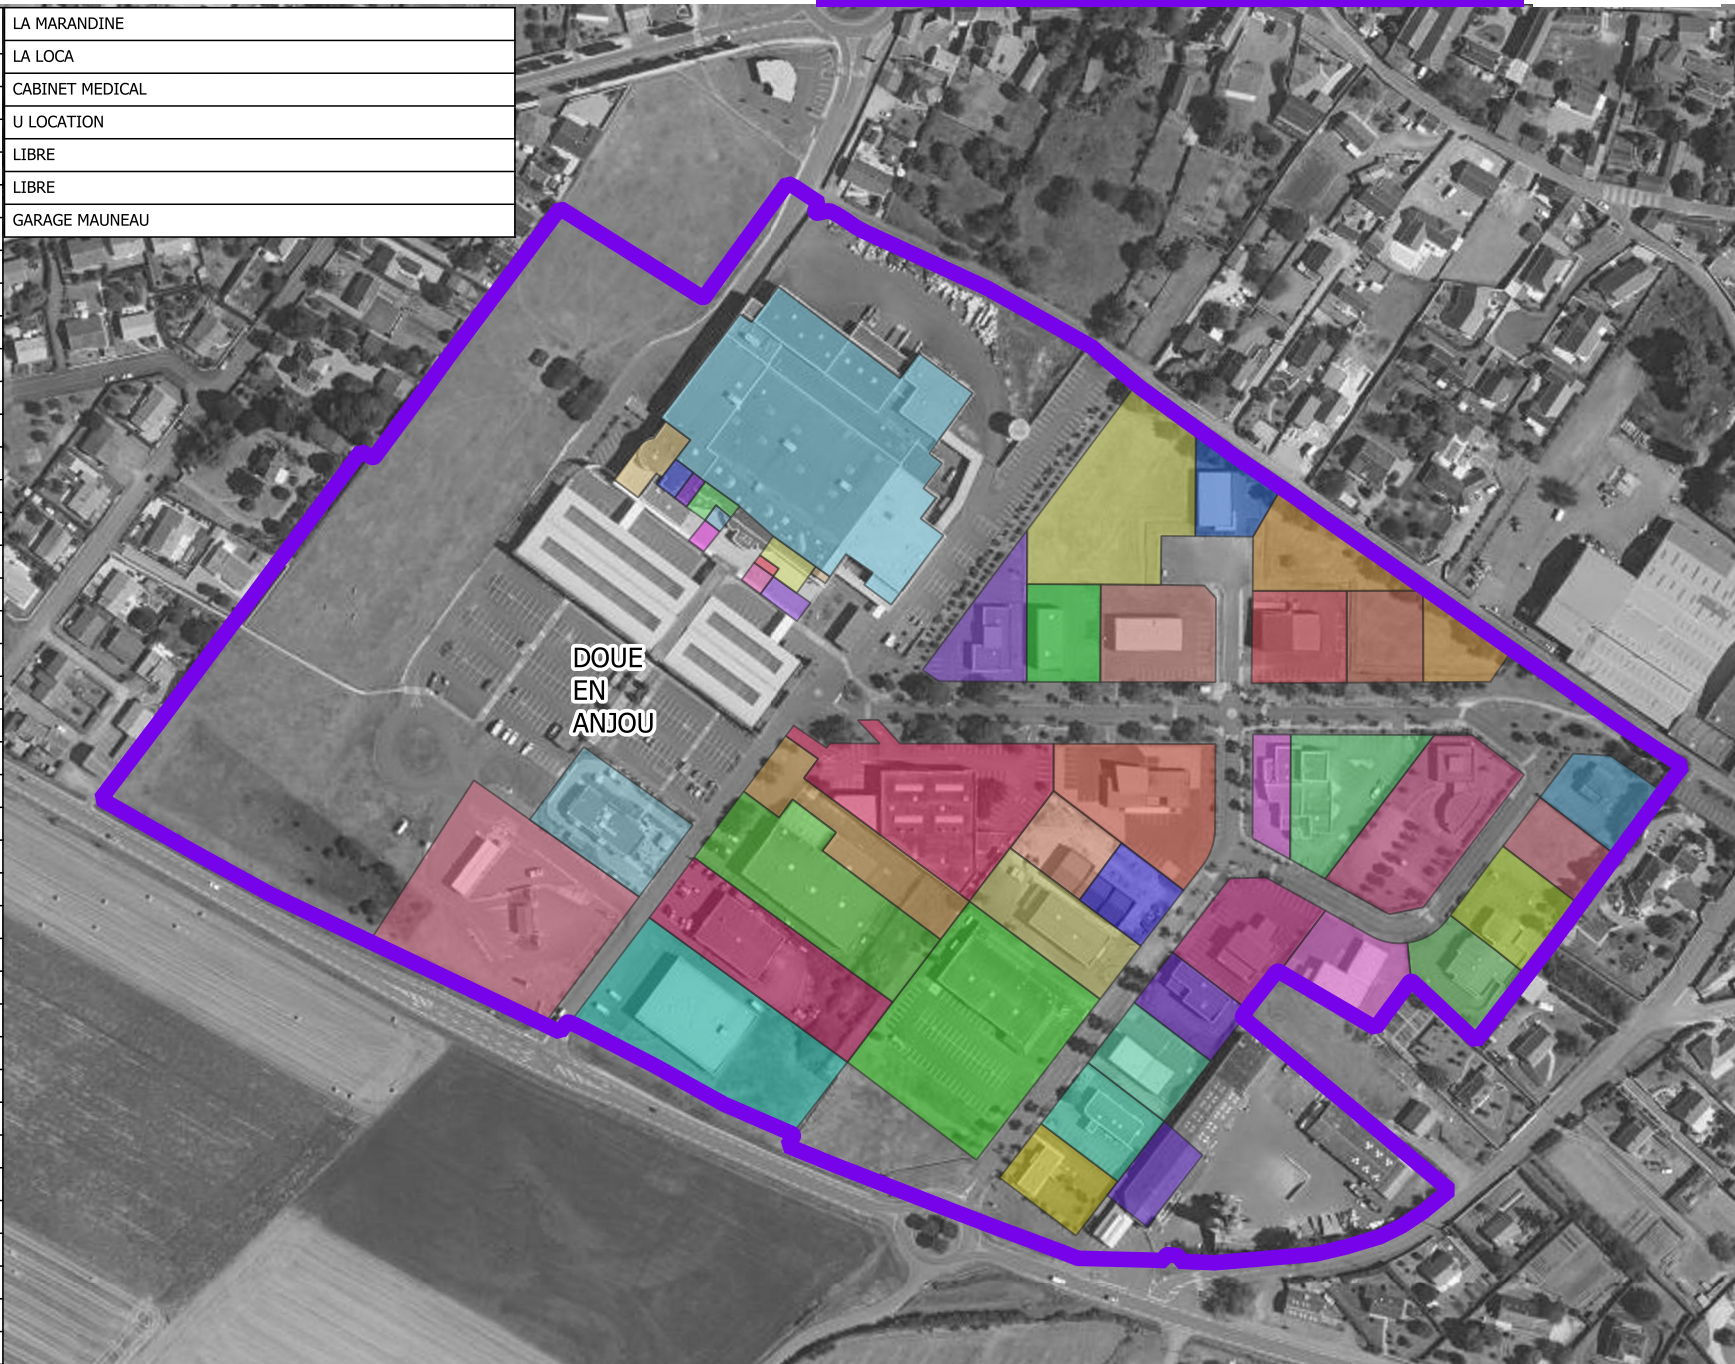 LA MARANDINE
LA LOCA
CABINET MEDICAL
U LOCATION
LIBRE
LIBRE
GARAGE MAUNEAU
DOUE
EN
ANJOU